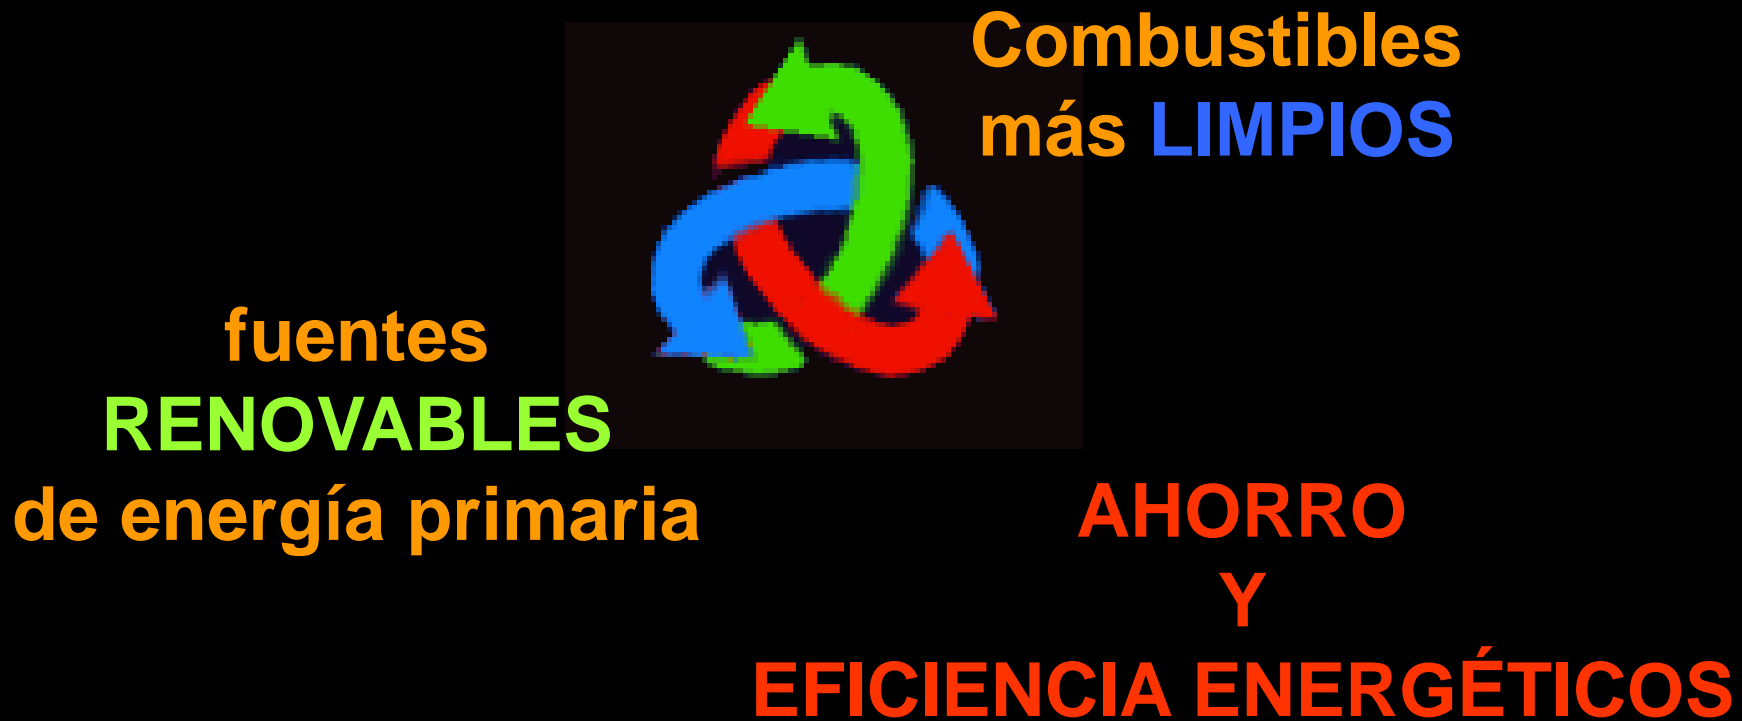 Combustibles
más LIMPIOS
fuentes
RENOVABLES
de energía primaria
AHORRO
Y
EFICIENCIA ENERGÉTICOS